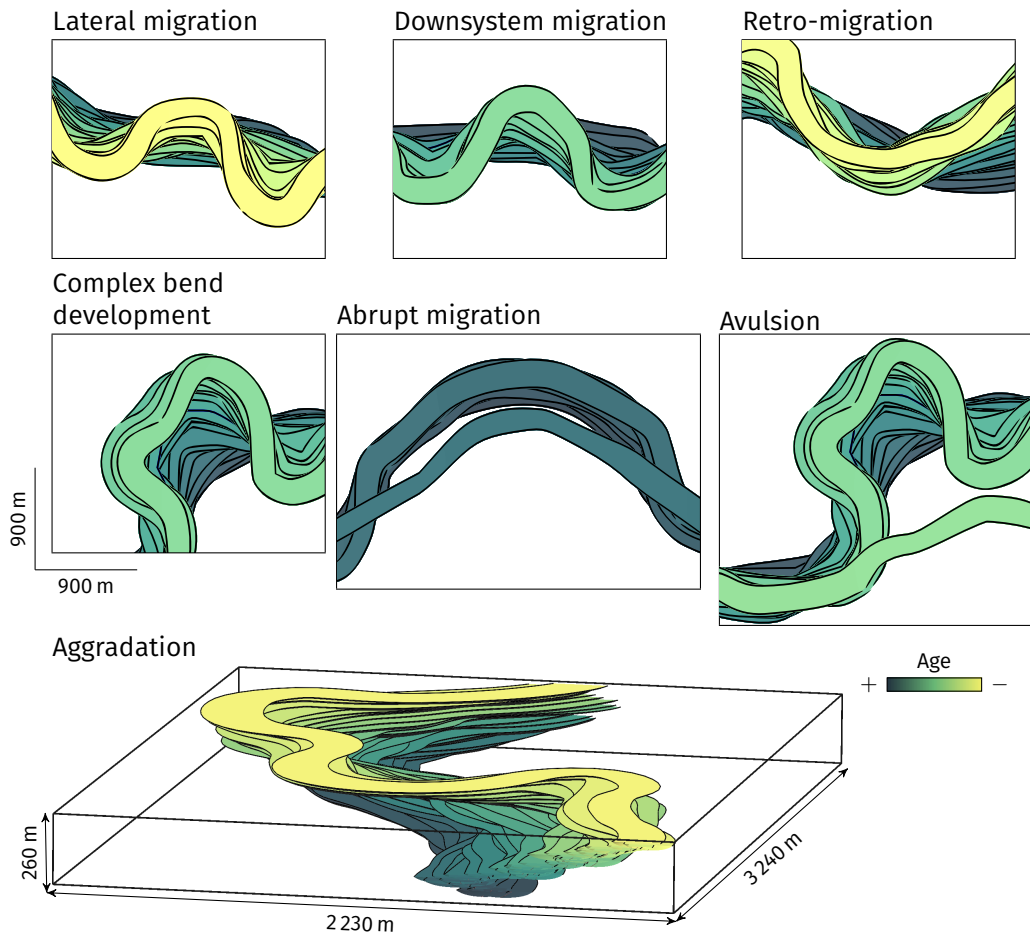 Lateral migration
Downsystem migration
Retro-migration
Complex bend
development
Abrupt migration
Avulsion
900 m
900 m
Aggradation
Age
+
−
260 m
2 230 m
3 240 m